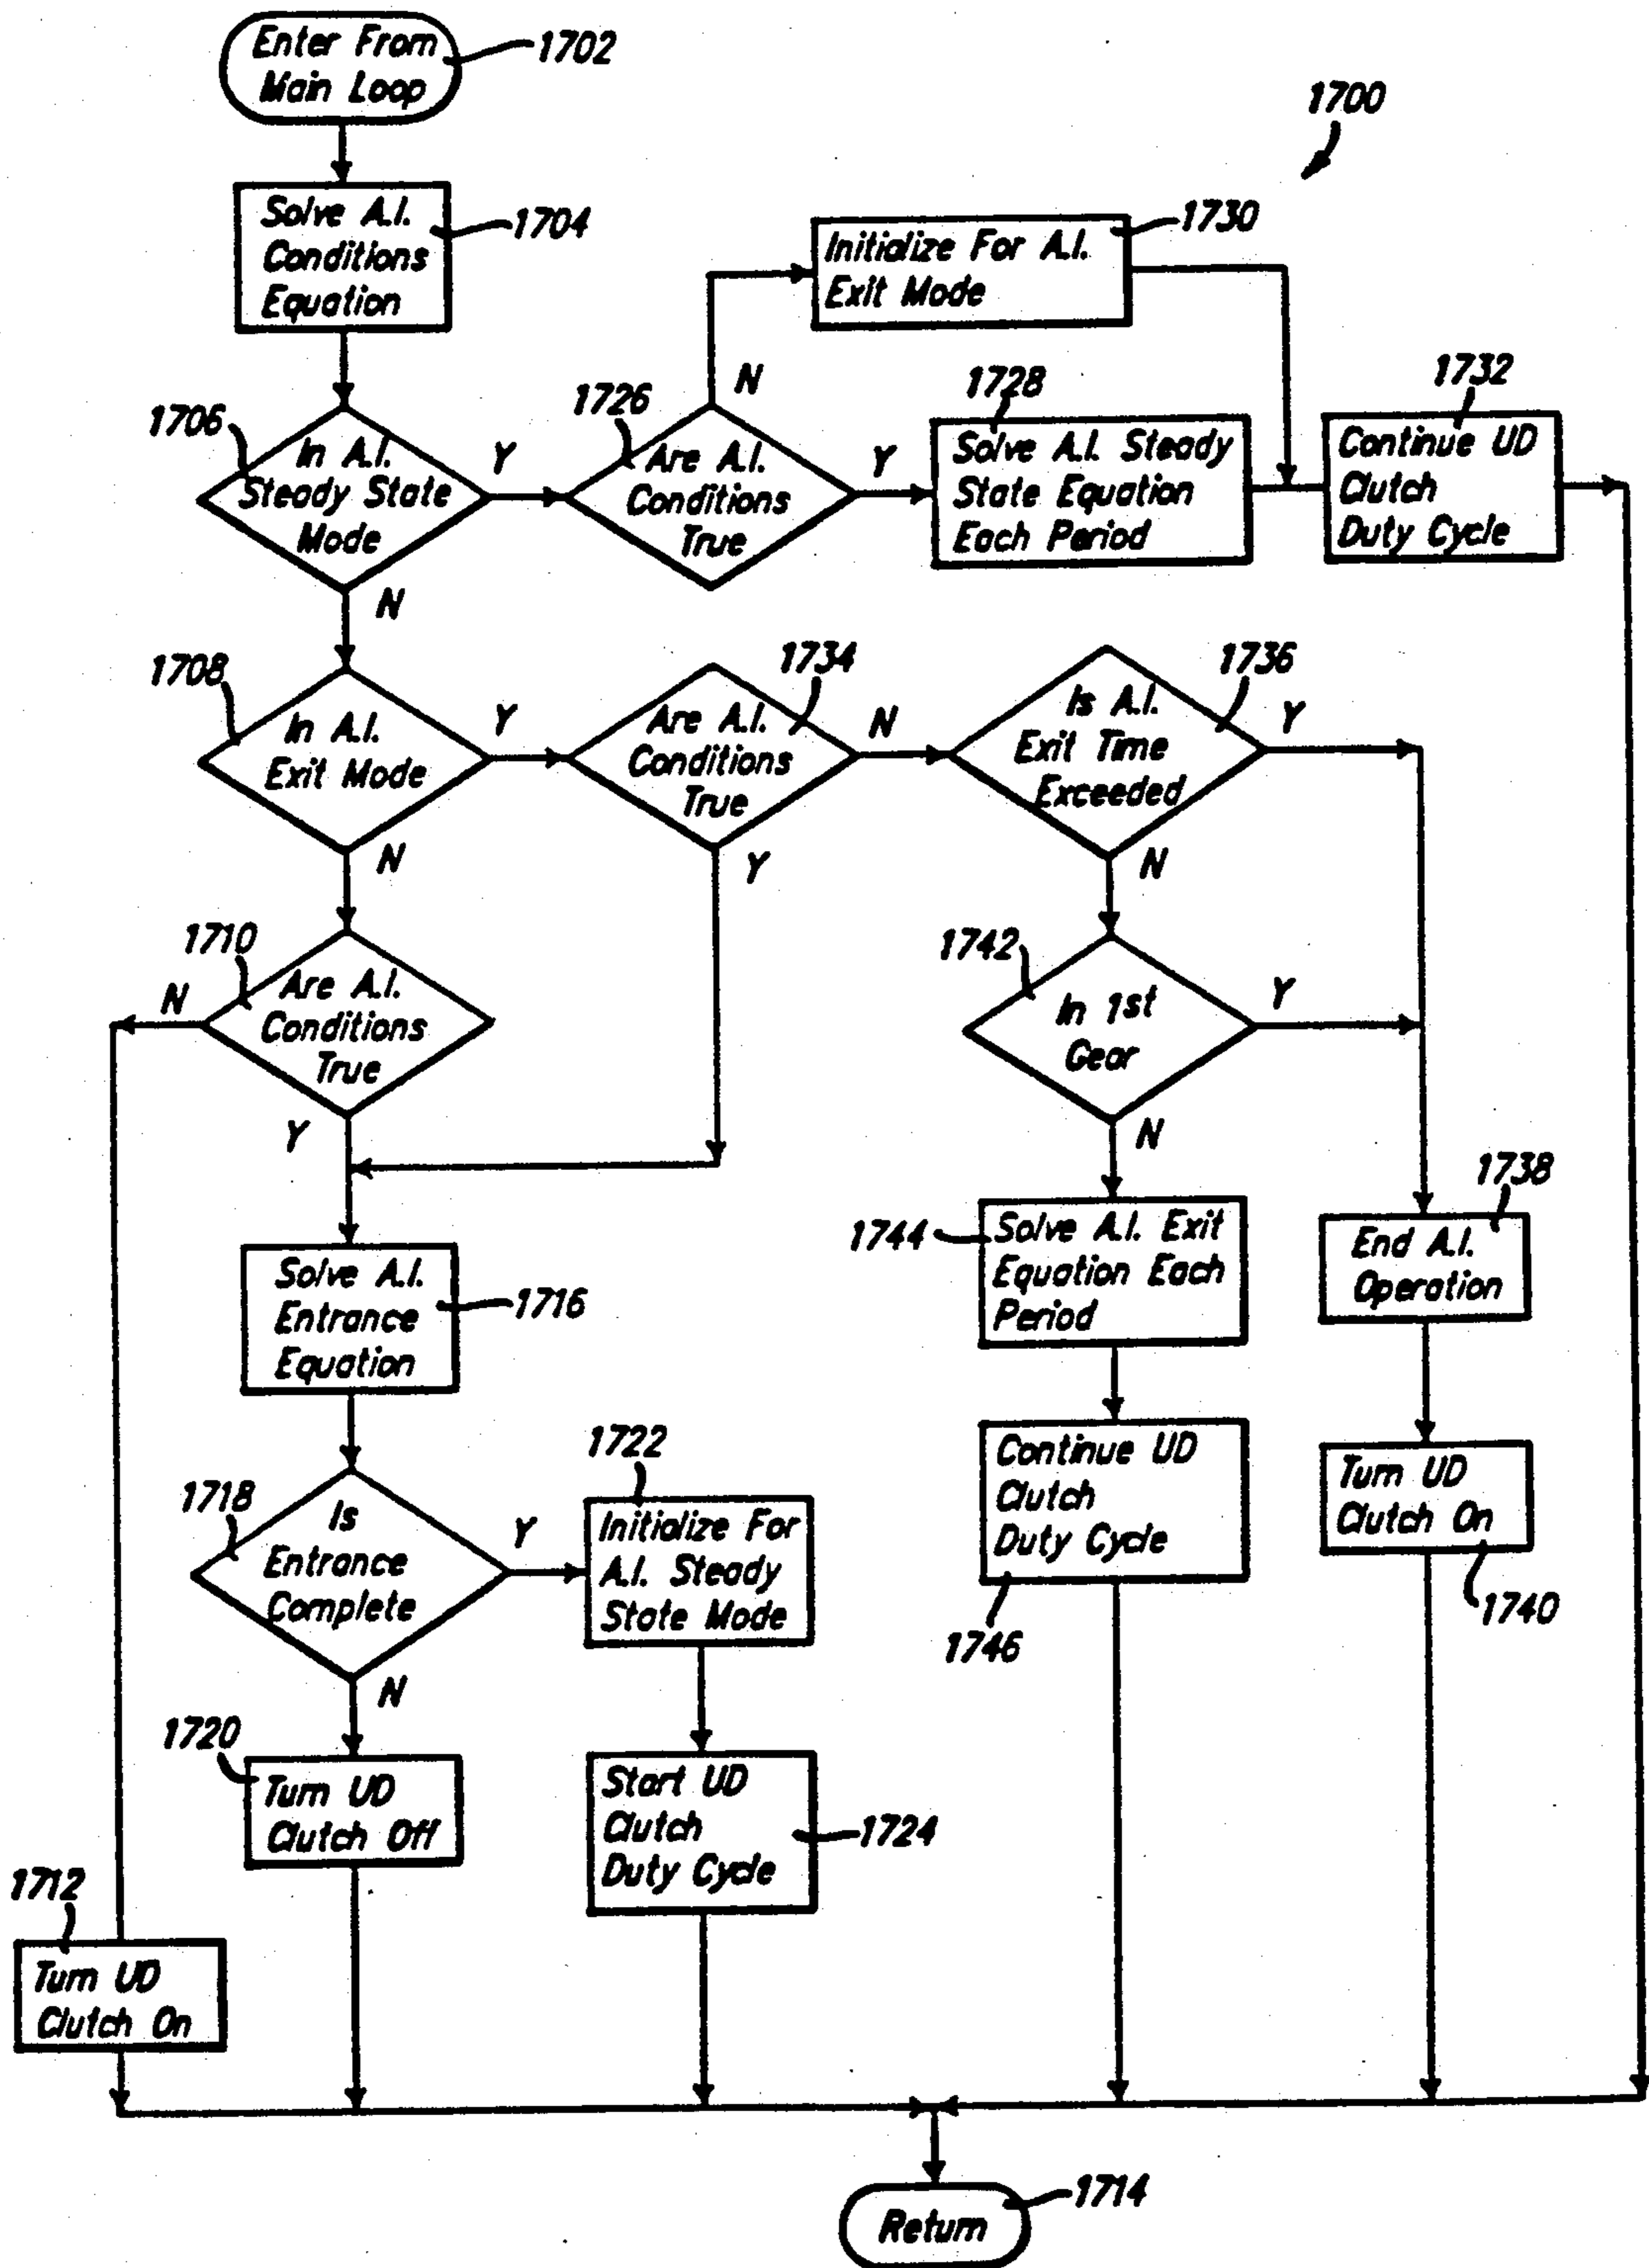 Enter From
Main Loop
1702
1700
Solve A.I.
Conditions
Equation
1704
Initialize For A.I.
Exit Mode
1730
1706
In A.I.
Steady State
Mode
Y
N
1726
Are A.I.
Conditions
True
N
Y
1728
Solve A.I. Steady
State Equation
Each Period
1732
Continue UD
Clutch
Duty Cycle
1708
In A.I.
Exit Mode
Y
N
1734
Are A.I.
Conditions
True
N
Y
1736
Is A.I.
Exit Time
Exceeded
Y
N
1710
Are A.I.
Conditions
True
N
Y
1742
In 1st
Gear
Y
N
1716
Solve A.I.
Entrance
Equation
1744
Solve A.I. Exit
Equation Each
Period
1738
End A.I.
Operation
1718
Is
Entrance
Complete
Y
N
1722
Initialize For
A.I. Steady
State Mode
Continue UD
Clutch
Duty Cycle
1746
Turn UD
Clutch On
1740
1720
Turn UD
Clutch Off
Start UD
Clutch
Duty Cycle
1724
1712
Turn UD
Clutch On
Return
1714